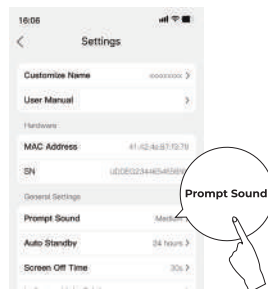 16:06
Settings
Customize Name
User Manual
Hardware
MAC Address
SN
General Settings
Prompt Sound
Prompt Sound
Auto Standby 24 hours
Screen Off Time 30s